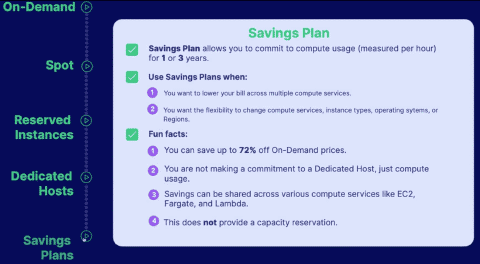 On-Demand
Spot
Reserved
Instances
Dedicated
Hosts
Savings
Plans
Savings Plan
Savings Plan allows you to commit to compute usage (measured per hour)
for 1 or 3 years.
Use Savings Plans when:
1 You want to lower your bill across multiple compute services.
2 You want the flexibility to change compute services, instance types, operating sytems, or
Regions.
Fun facts:
1 You can save up to 72% off On-Demand prices.
2 You are not making a commitment to a Dedicated Host, just compute
usage.
3 Savings can be shared across various compute services like EC2,
Fargate, and Lambda.
4 This does not provide a capacity reservation.